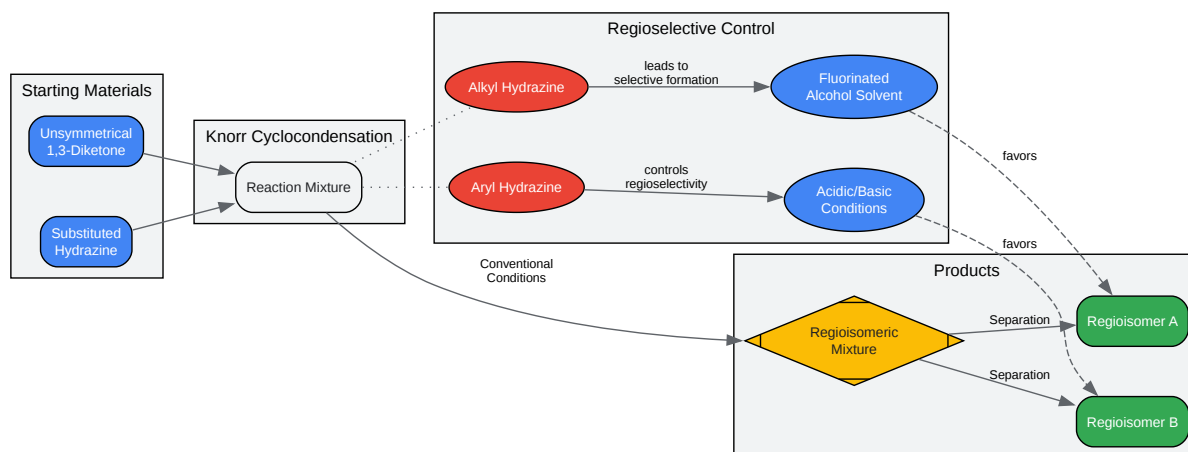 Starting Materials
Unsymmetrical
1,3-Diketone
Substituted
Hydrazine
Knorr Cyclocondensation
Reaction Mixture
Regioselective Control
Alkyl Hydrazine
leads to
selective formation
Fluorinated
Alcohol Solvent
Aryl Hydrazine
controls
regioselectivity
Acidic/Basic
Conditions
favors
favors
Conventional
Conditions
Products
Regioisomeric
Mixture
Separation
Separation
Regioisomer A
Regioisomer B